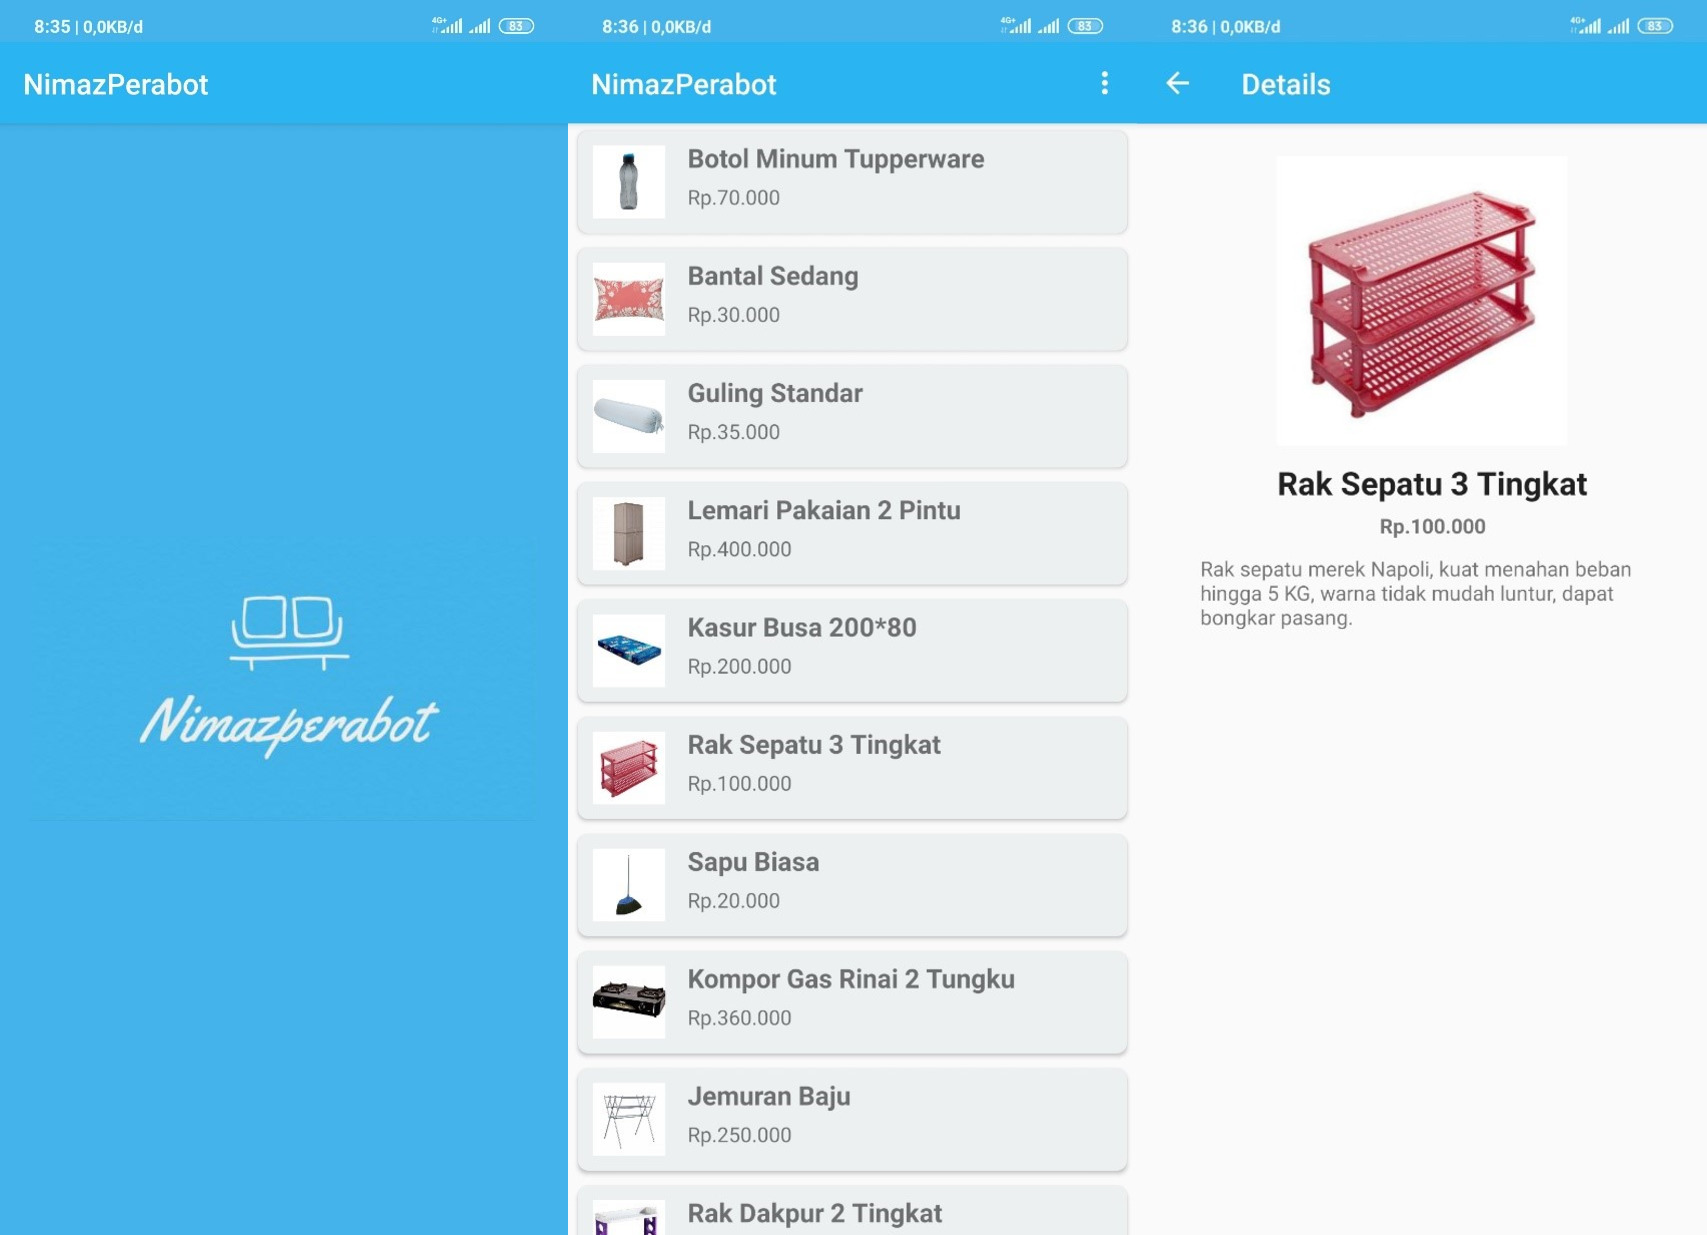 8:35 | 0,0KB/d
4G+
83
NimazPerabot
Nimazperabot
8:36 | 0,0KB/d
4G+
83
NimazPerabot
Botol Minum Tupperware
Rp.70.000
Bantal Sedang
Rp.30.000
Guling Standar
Rp.35.000
Lemari Pakaian 2 Pintu
Rp.400.000
Kasur Busa 200*80
Rp.200.000
Rak Sepatu 3 Tingkat
Rp.100.000
Sapu Biasa
Rp.20.000
Kompor Gas Rinai 2 Tungku
Rp.360.000
Jemuran Baju
Rp.250.000
Rak Dakpur 2 Tingkat
8:36 | 0,0KB/d
4G+
83
Details
Rak Sepatu 3 Tingkat
Rp.100.000
Rak sepatu merek Napoli, kuat menahan beban
hingga 5 KG, warna tidak mudah luntur, dapat
bongkar pasang.